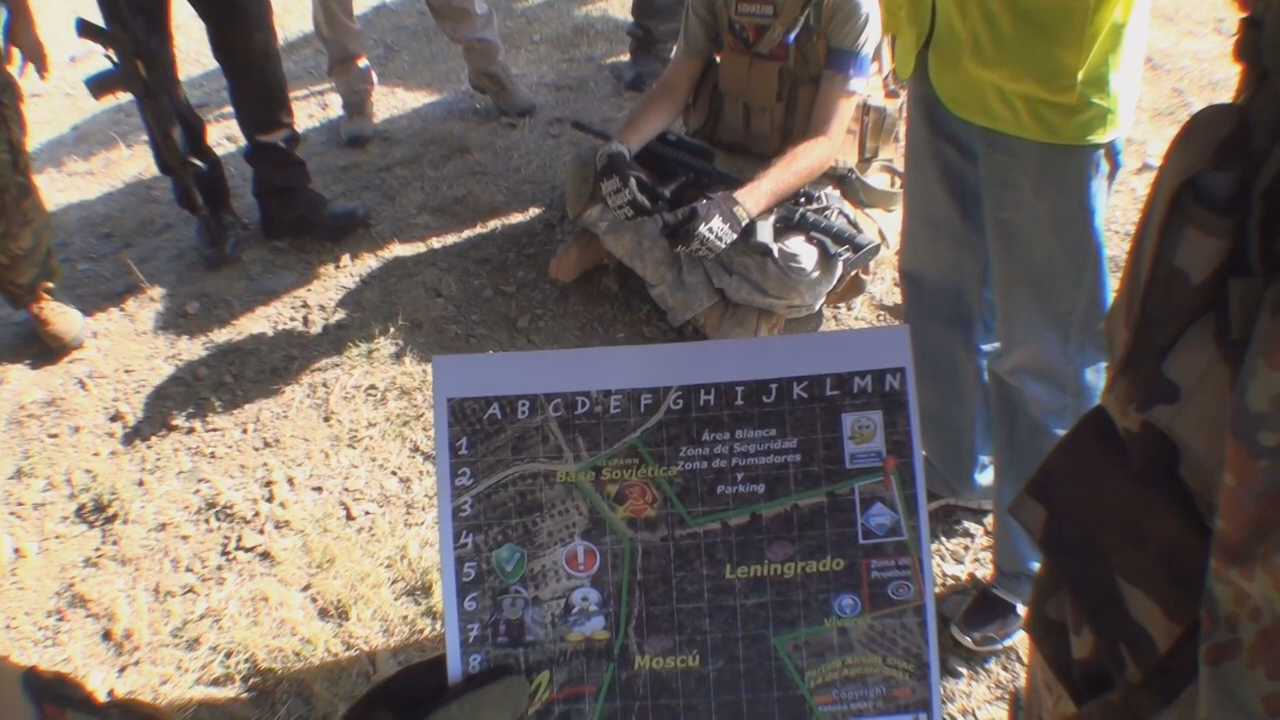 A B C D E F G H I J K L M N
1
2
3
4
5
6
7
8
Área Blanca
Zona de Seguridad
Zona de Fumadores
y
Parking
Base Soviética
Leningrado
Zona de
Pruebas
Moscú
Copyright